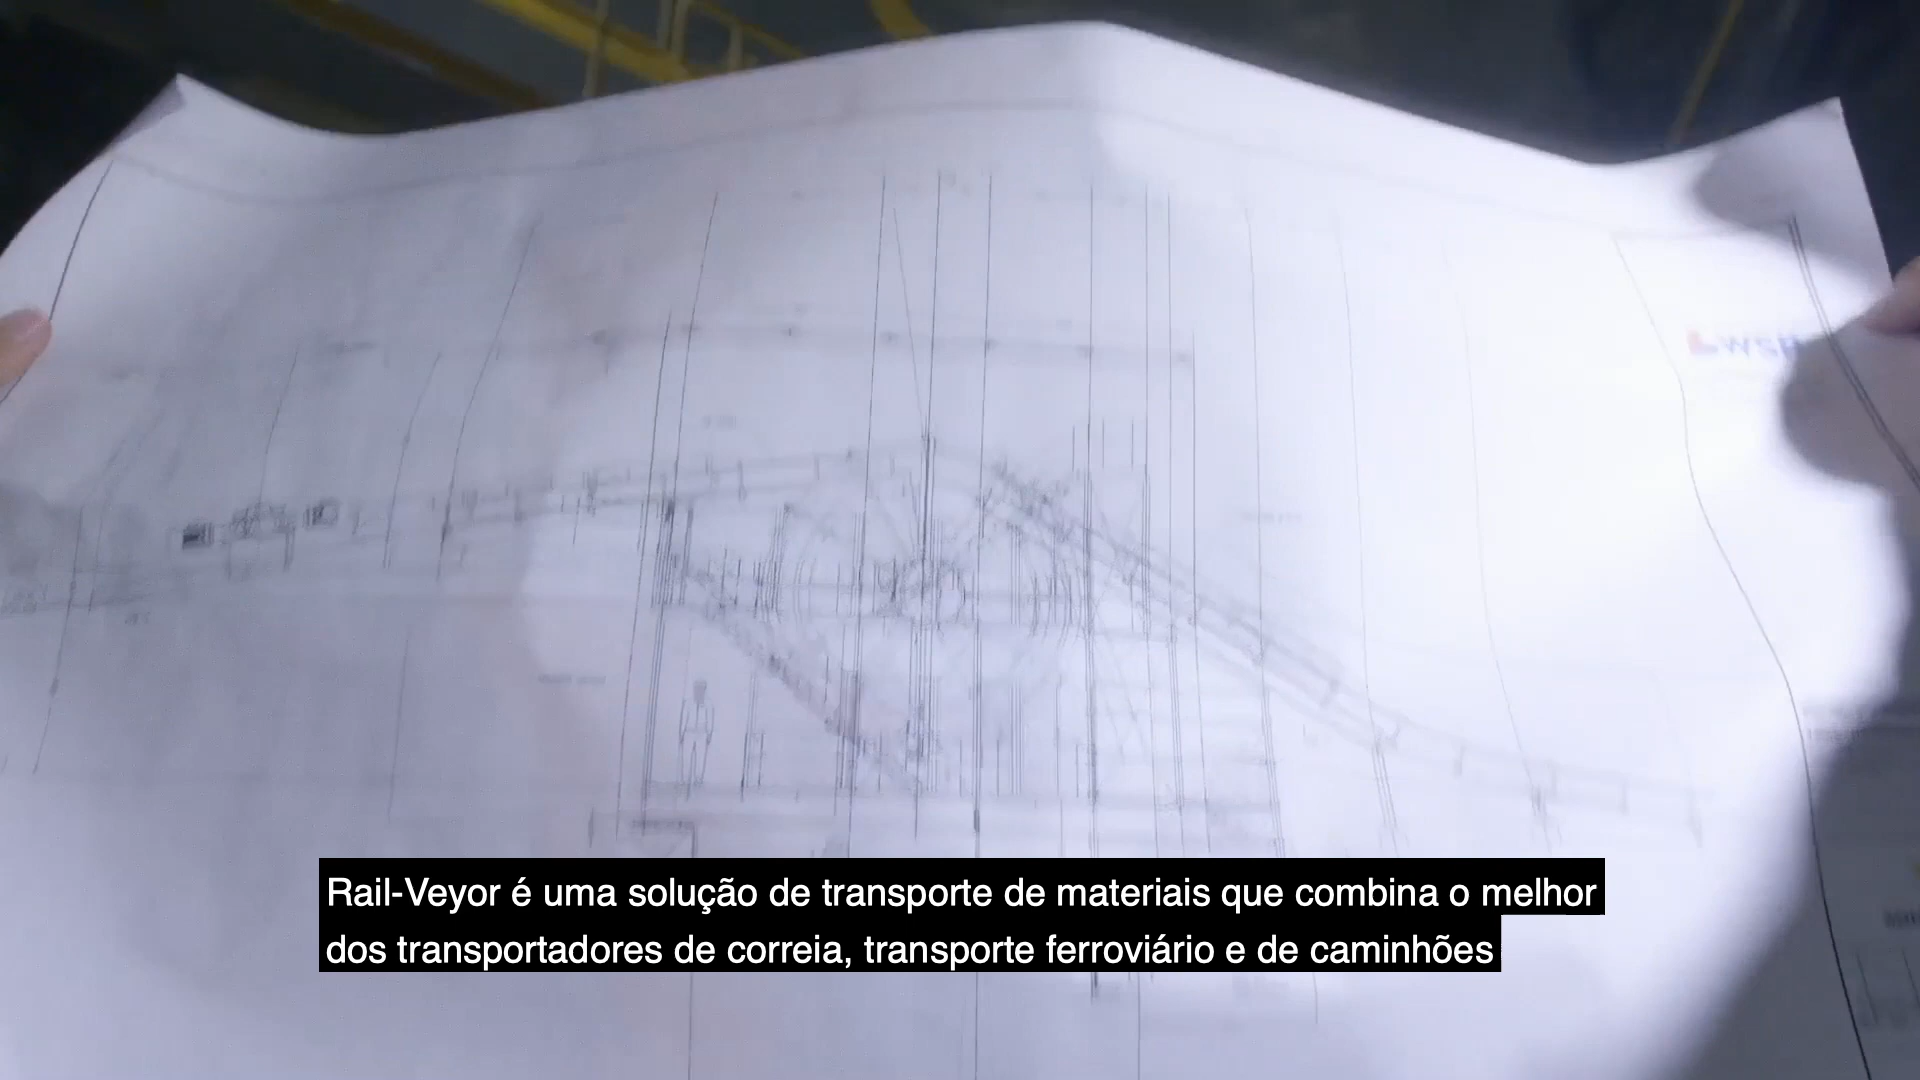 WSP
Rail-Veyor é uma solução de transporte de materiais que combina o melhor
dos transportadores de correia, transporte ferroviário e de caminhões